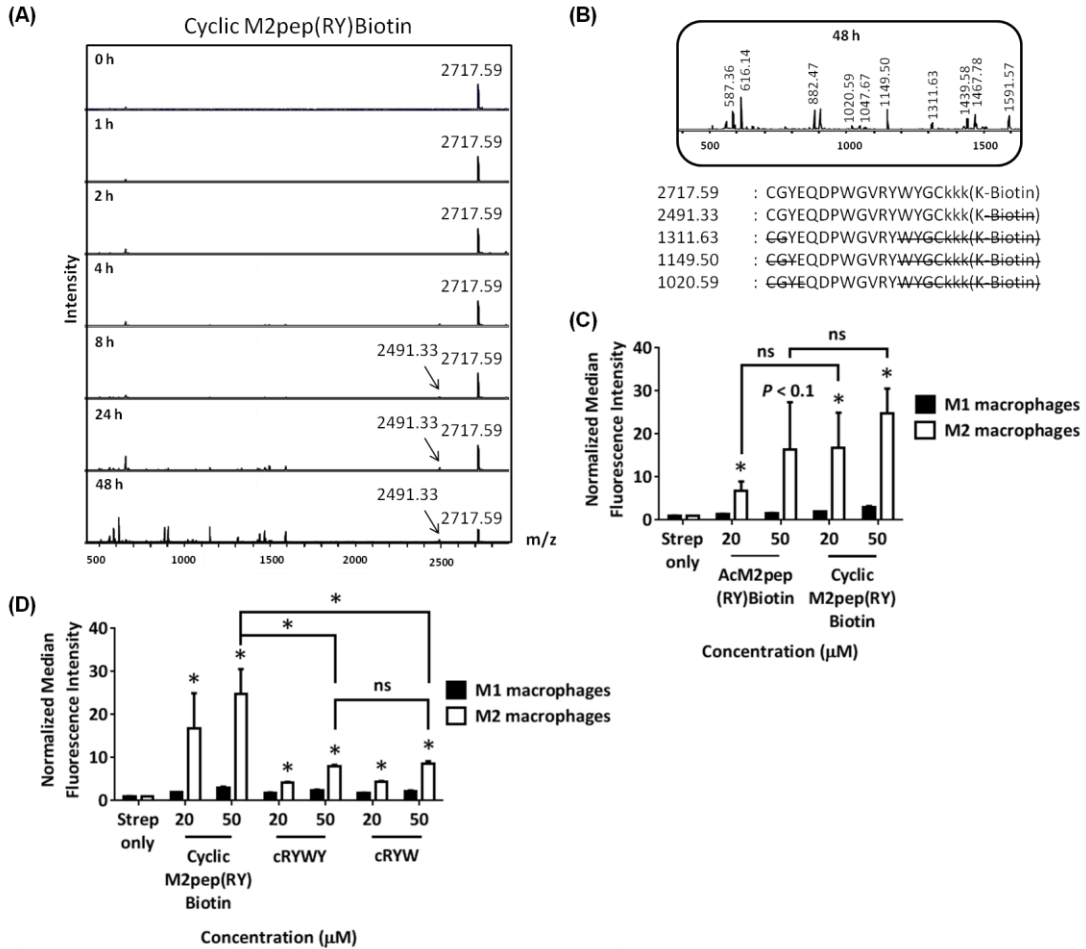 (A)
Cyclic M2pep(RY)Biotin
0 h
2717.59
1 h
2717.59
2 h
2717.59
4 h
2717.59
8 h
2491.33
2717.59
24 h
2491.33
2717.59
48 h
2491.33
2717.59
Intensity
500 1000 1500 2000 2500
m/z
(B)
48 h
587.36
616.14
882.47
1020.59
1047.67
1149.50
1311.63
1439.58
1467.78
1591.57
500 1000 1500
2717.59 : CGYEQDPWGVRYWYGCkkk(K-Biotin)
2491.33 : CGYEQDPWGVRYWYGCkkk(K-Biotin)
1311.63 : CGYEQDPWGVRYWYGCkkk(K-Biotin)
1149.50 : CGYEQDPWGVRYWYGCkkk(K-Biotin)
1020.59 : CGYEQDPWGVRYWYGCkkk(K-Biotin)
(C)
Normalized Median
Fluorescence Intensity
40
30
20
10
0
ns
ns
*
P < 0.1
*
*
M1 macrophages
M2 macrophages
Strep
only
20 50 20 50
AcM2pep
(RY)Biotin
Cyclic
M2pep(RY)
Biotin
Concentration (µM)
(D)
Normalized Median
Fluorescence Intensity
40
30
20
10
0
*
*
ns
*
*
*
*
*
*
M1 macrophages
M2 macrophages
Strep
only
20 50 20 50 20 50
Cyclic
M2pep(RY)
Biotin
cRYWY
cRYW
Concentration (µM)